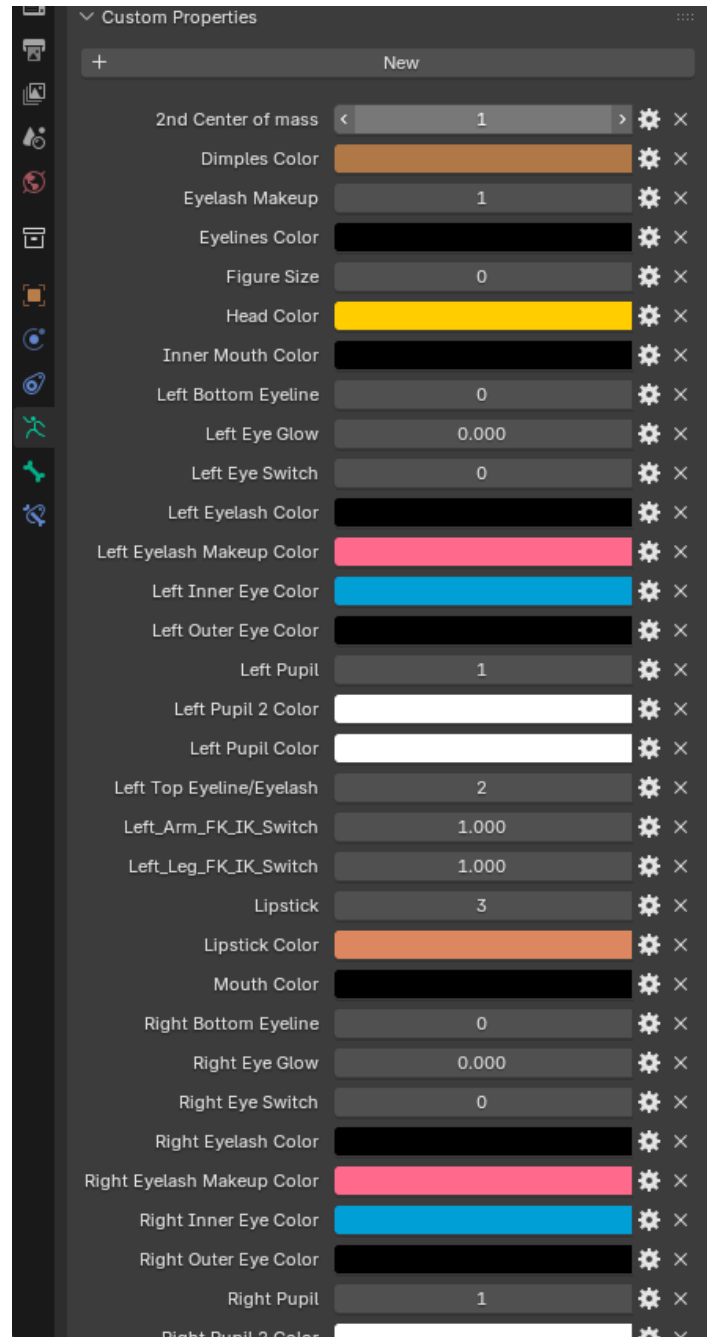 Custom Properties
New
2nd Center of mass 1
Dimples Color
Eyelash Makeup 1
Eyelines Color
Figure Size 0
Head Color
Inner Mouth Color
Left Bottom Eyeline 0
Left Eye Glow 0.000
Left Eye Switch 0
Left Eyelash Color
Left Eyelash Makeup Color
Left Inner Eye Color
Left Outer Eye Color
Left Pupil 1
Left Pupil 2 Color
Left Pupil Color
Left Top Eyeline/Eyelash 2
Left_Arm_FK_IK_Switch 1.000
Left_Leg_FK_IK_Switch 1.000
Lipstick 3
Lipstick Color
Mouth Color
Right Bottom Eyeline 0
Right Eye Glow 0.000
Right Eye Switch 0
Right Eyelash Color
Right Eyelash Makeup Color
Right Inner Eye Color
Right Outer Eye Color
Right Pupil 1
Right Pupil 2 Color